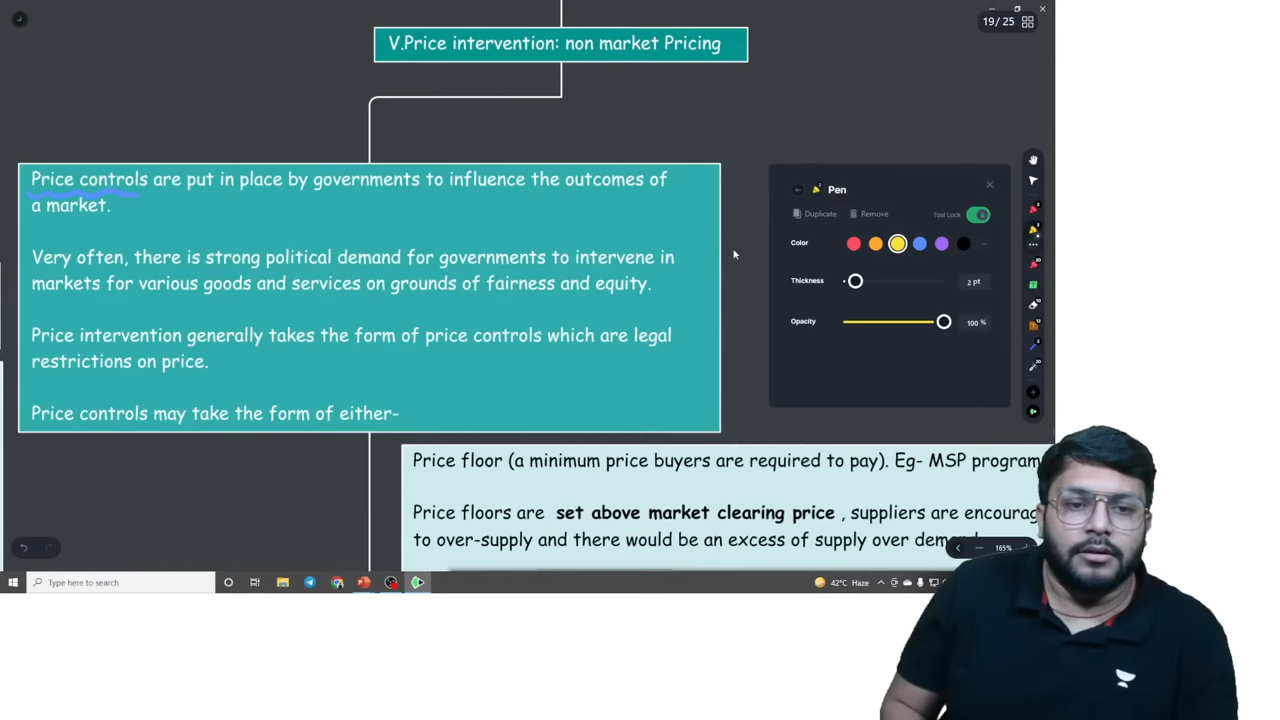 19/25
V.Price intervention: non market Pricing
Price controls are put in place by governments to influence the outcomes of
a market.
Very often, there is strong political demand for governments to intervene in
markets for various goods and services on grounds of fairness and equity.
Price intervention generally takes the form of price controls which are legal
restrictions on price.
Price controls may take the form of either-
Pen
Duplicate
Remove
Tool Lock
Color
Thickness
2 pt
Opacity
100 %
Price floor (a minimum price buyers are required to pay). Eg- MSP program
Price floors are set above market clearing price , suppliers are encourag
to over-supply and there would be an excess of supply over dem
165%
Type here to search
42°C Haze